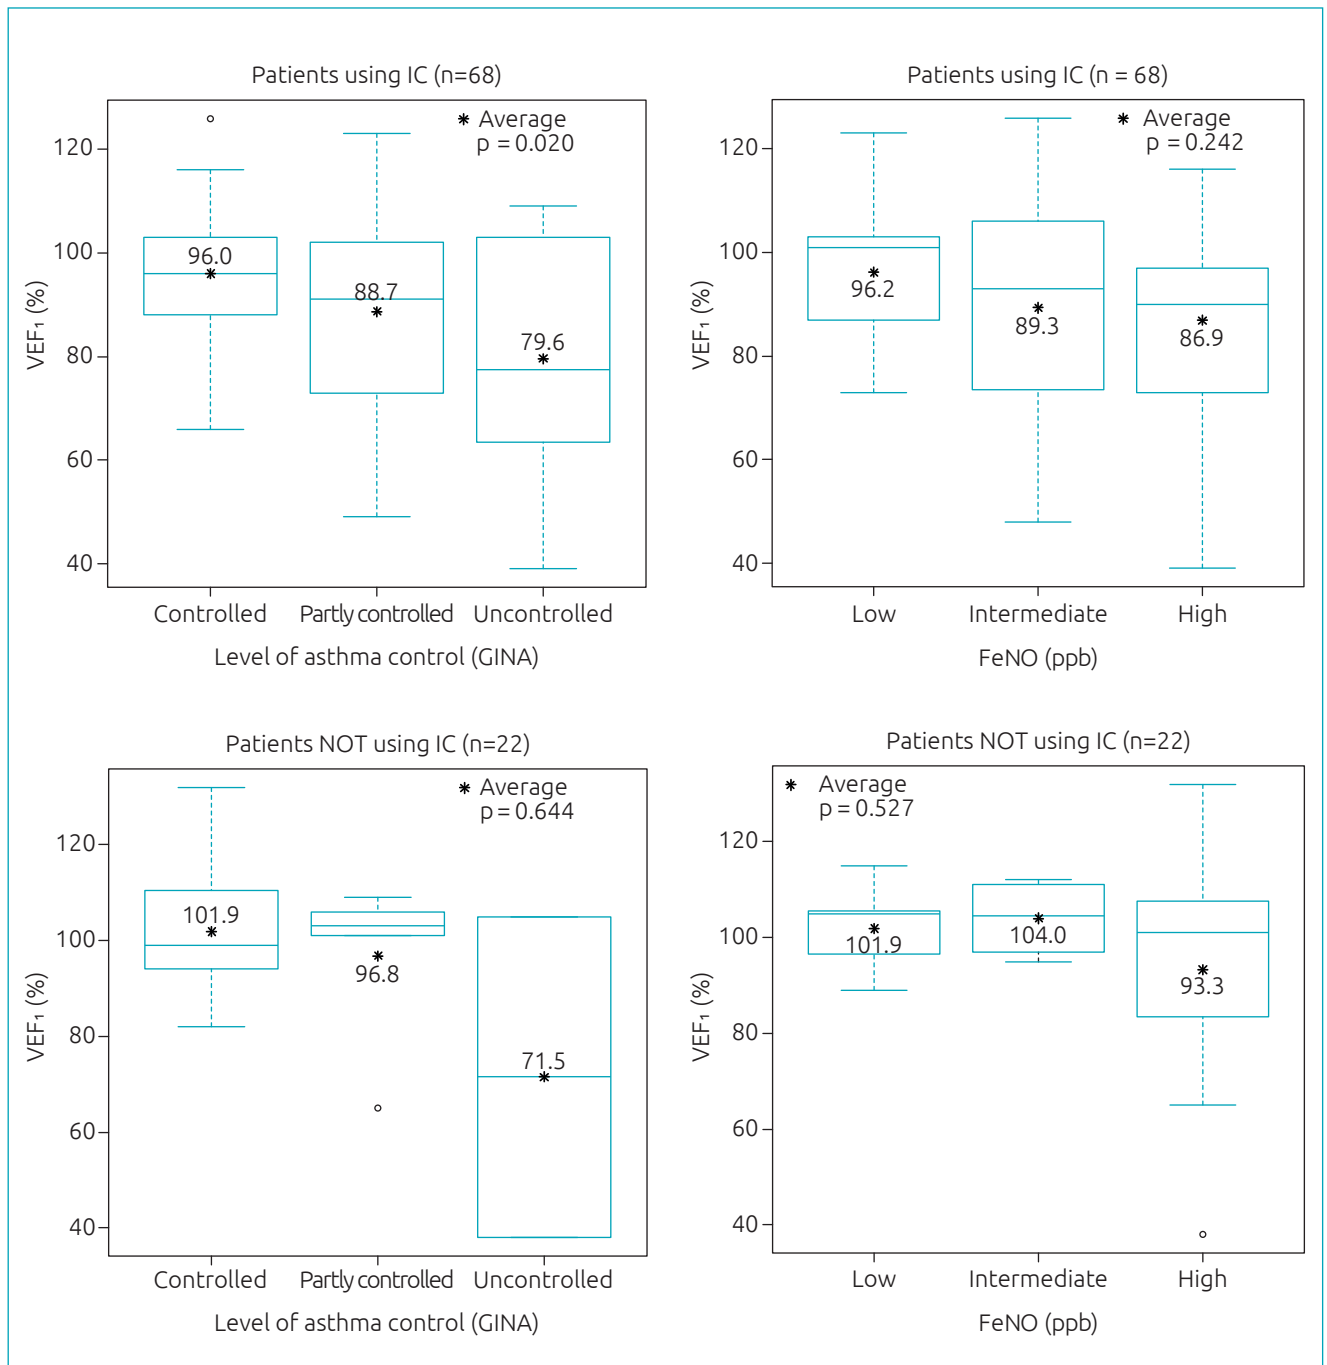 Patients using IC (n=68)
* Average
p = 0.020
VEF₁ (%)
120
100
80
60
40
96.0
88.7
79.6
Controlled Partly controlled Uncontrolled
Level of asthma control (GINA)
Patients using IC (n = 68)
* Average
p = 0.242
VEF₁ (%)
120
100
80
60
40
96.2
89.3
86.9
Low Intermediate High
FeNO (ppb)
Patients NOT using IC (n=22)
* Average
p = 0.644
VEF₁ (%)
120
100
80
60
40
101.9
96.8
71.5
Controlled Partly controlled Uncontrolled
Level of asthma control (GINA)
Patients NOT using IC (n=22)
* Average
p = 0.527
VEF₁ (%)
120
100
80
60
40
101.9
104.0
93.3
Low Intermediate High
FeNO (ppb)